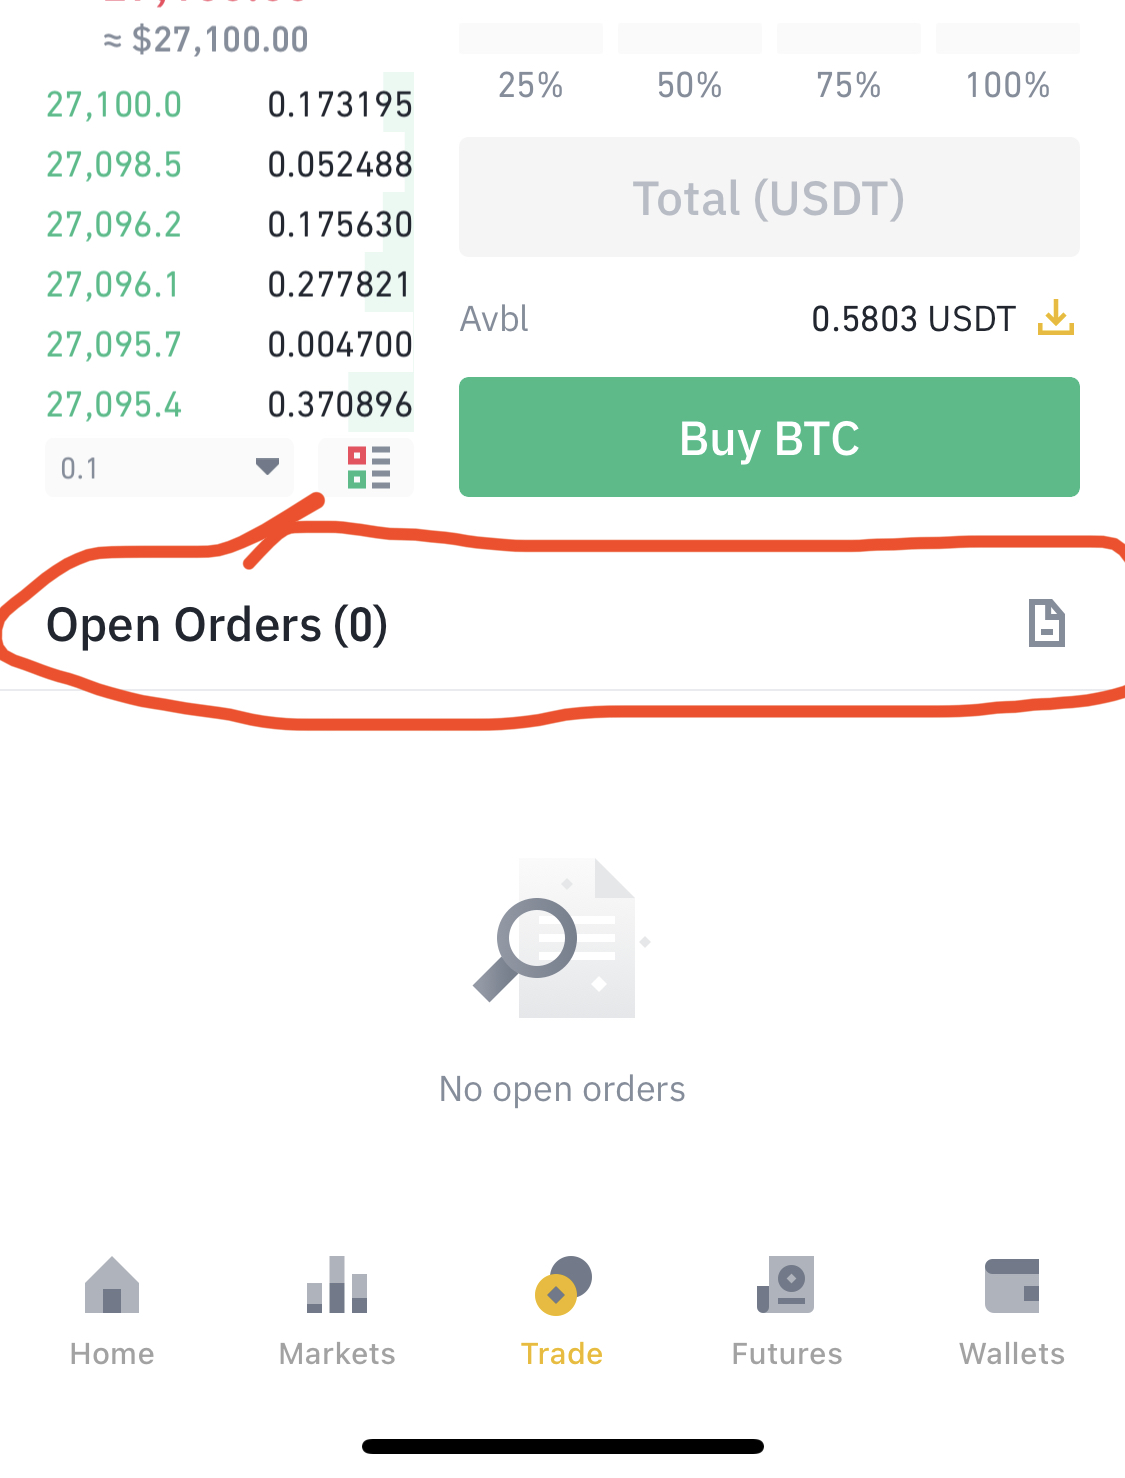 ≈ $27,100.00
27,100.0 0.173195
27,098.5 0.052488
27,096.2 0.175630
27,096.1 0.277821
27,095.7 0.004700
27,095.4 0.370896
0.1
25% 50% 75% 100%
Total (USDT)
Avbl 0.5803 USDT
Buy BTC
Open Orders (0)
No open orders
Home Markets Trade Futures Wallets